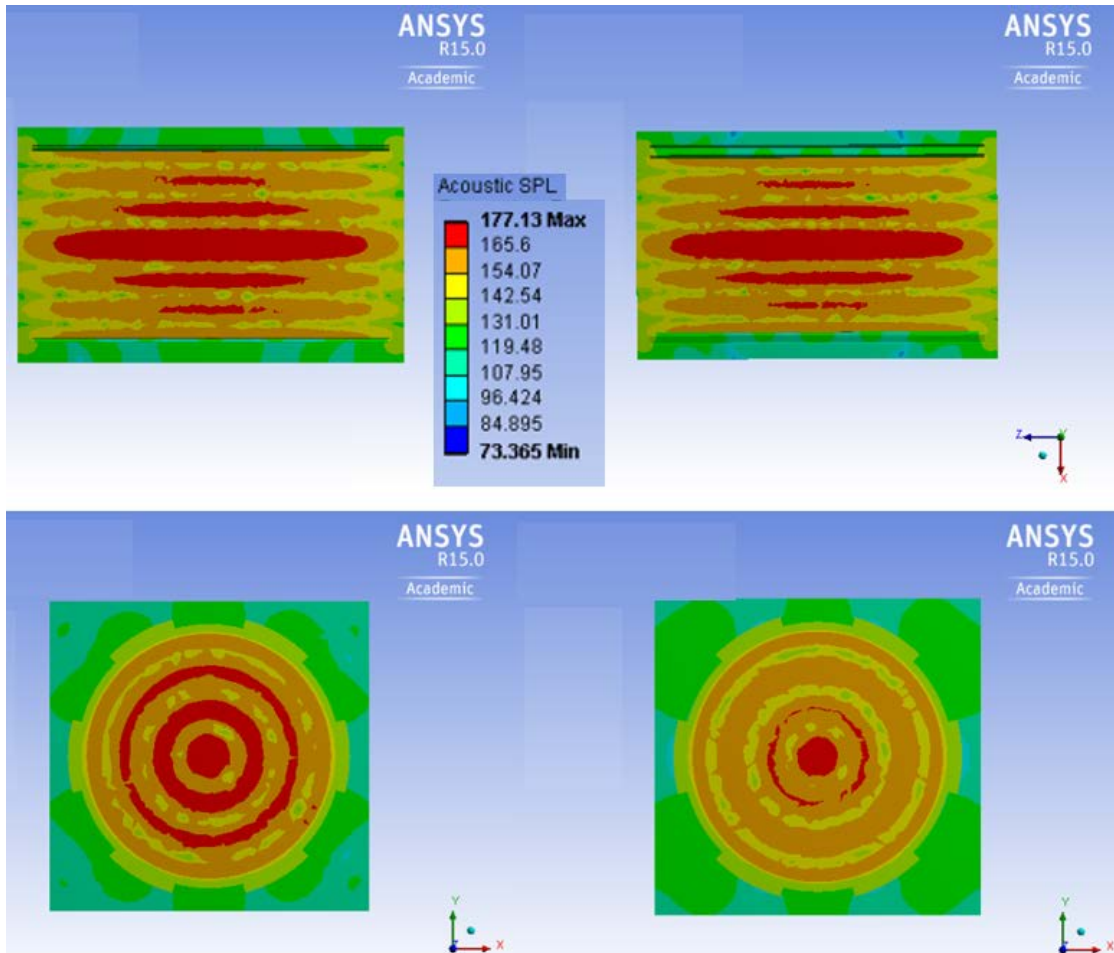 ANSYS
R15.0
Academic
ANSYS
R15.0
Academic
Acoustic SPL
177.13 Max
165.6
154.07
142.54
131.01
119.48
107.95
96.424
84.895
73.365 Min
Z
Y
X
ANSYS
R15.0
Academic
ANSYS
R15.0
Academic
Y
Z
X
Y
Z
X